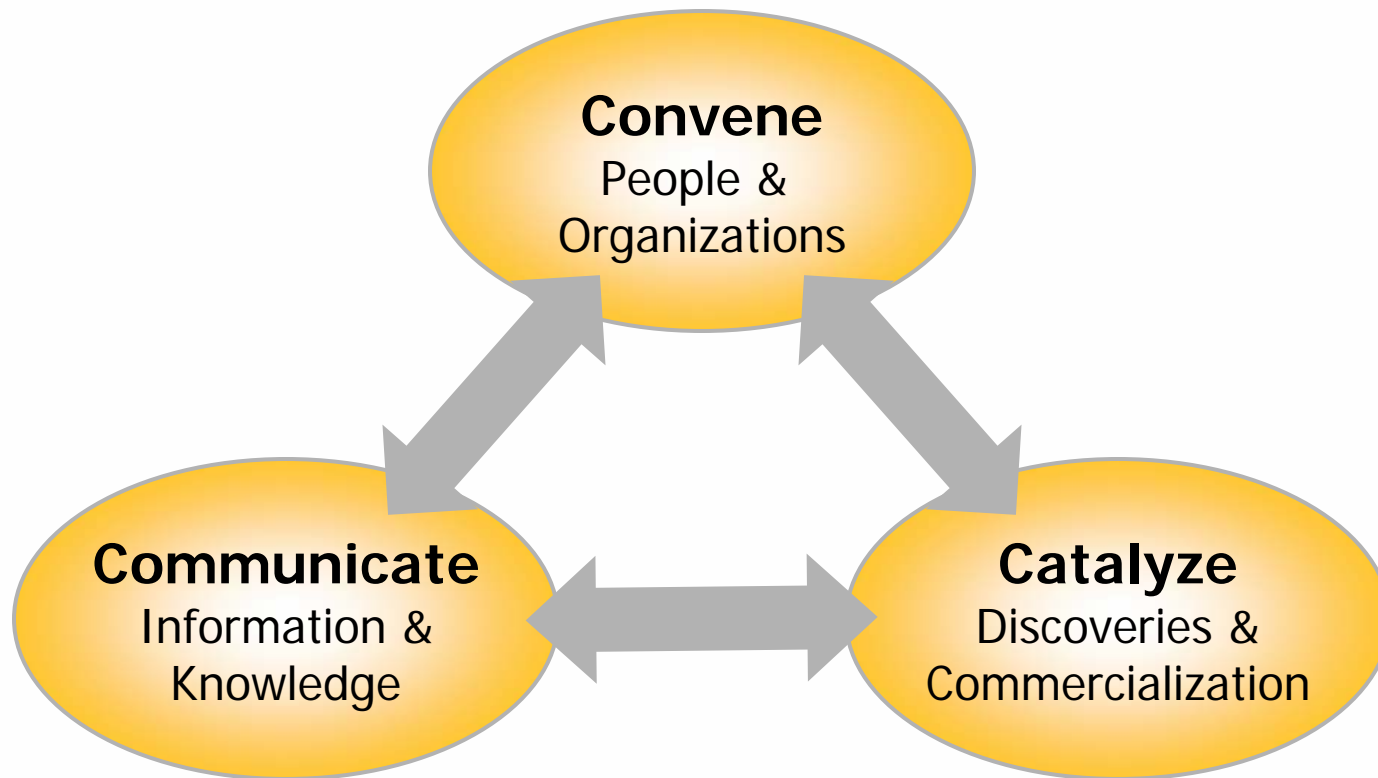 Convene
People &
Organizations
Communicate
Information &
Knowledge
Catalyze
Discoveries &
Commercialization